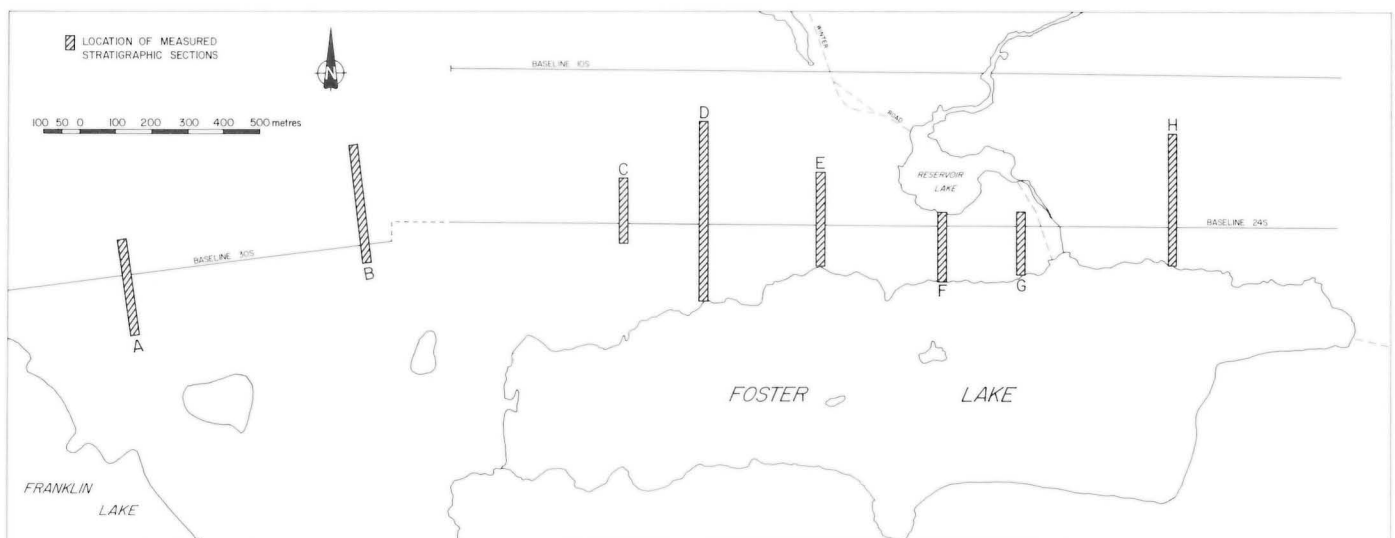 LOCATION OF MEASURED
STRATIGRAPHIC SECTIONS
N
BASELINE 10S
WINTER
ROAD
100 50 0 100 200 300 400 500 metres
A
B
C
D
E
F
G
H
RESERVOIR
LAKE
BASELINE 30S
BASELINE 24S
FOSTER LAKE
FRANKLIN
LAKE